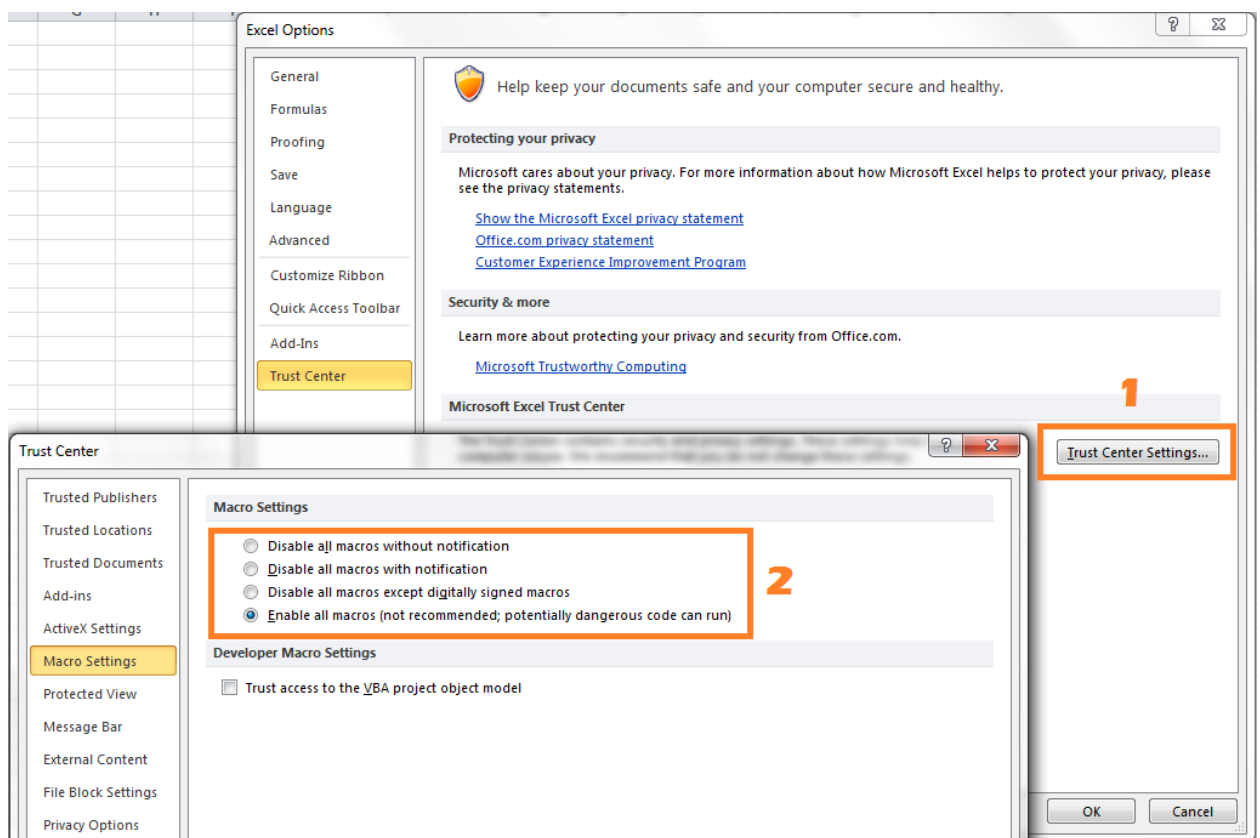 Excel Options
General
Formulas
Proofing
Save
Language
Advanced
Customize Ribbon
Quick Access Toolbar
Add-Ins
Trust Center
Help keep your documents safe and your computer secure and healthy.
Protecting your privacy
Microsoft cares about your privacy. For more information about how Microsoft Excel helps to protect your privacy, please
see the privacy statements.
Show the Microsoft Excel privacy statement
Office.com privacy statement
Customer Experience Improvement Program
Security & more
Learn more about protecting your privacy and security from Office.com.
Microsoft Trustworthy Computing
Microsoft Excel Trust Center
1
Trust Center Settings...
Trust Center
Trusted Publishers
Trusted Locations
Trusted Documents
Add-ins
ActiveX Settings
Macro Settings
Protected View
Message Bar
External Content
File Block Settings
Privacy Options
Macro Settings
Disable all macros without notification
Disable all macros with notification
Disable all macros except digitally signed macros
Enable all macros (not recommended; potentially dangerous code can run)
2
Developer Macro Settings
Trust access to the VBA project object model
OK
Cancel